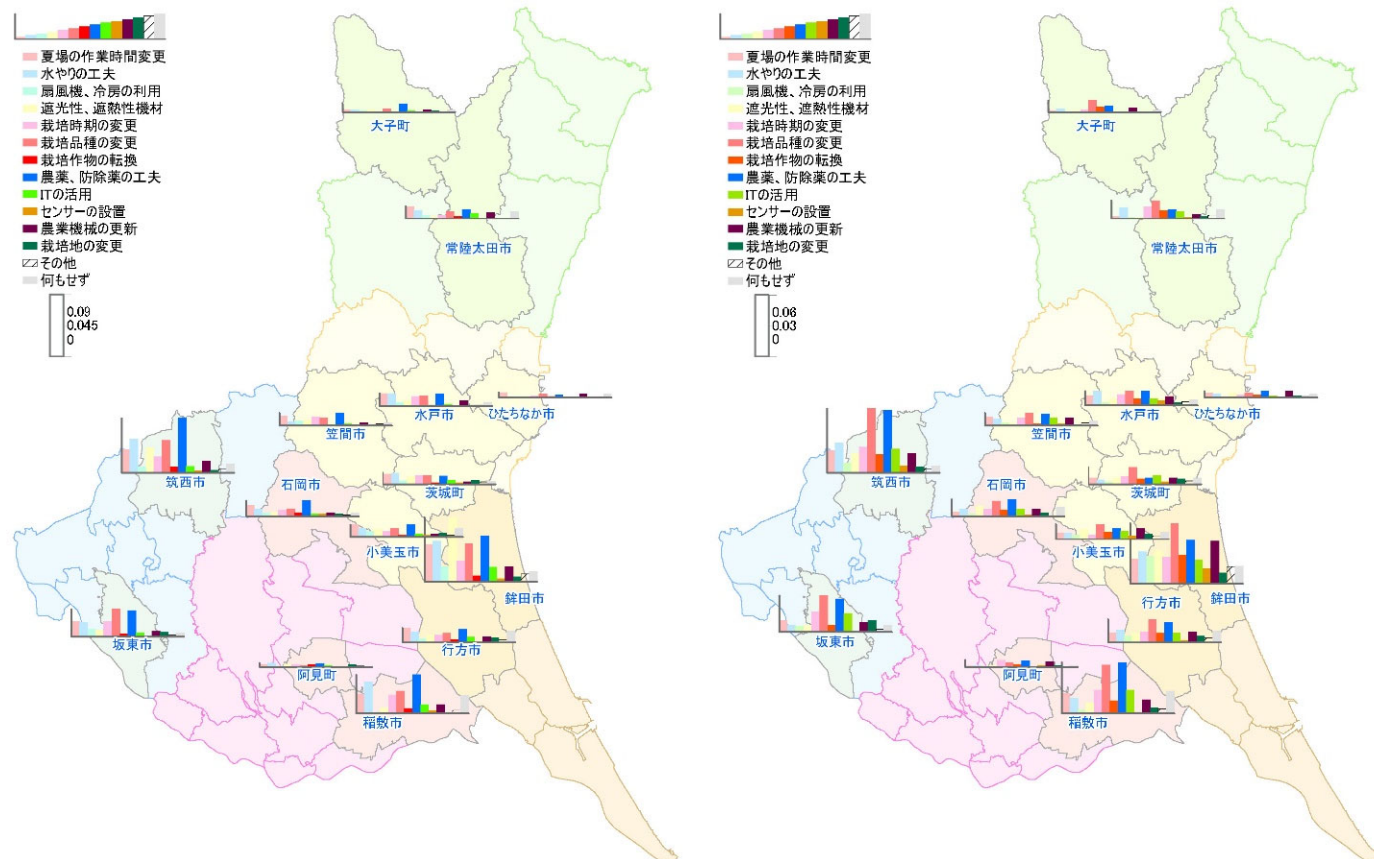 夏場の作業時間変更
水やりの工夫
扇風機、冷房の利用
遮光性、遮熱性機材
栽培時期の変更
栽培品種の変更
栽培作物の転換
農薬、防除薬の工夫
ITの活用
センサーの設置
農業機械の更新
栽培地の変更
その他
何もせず
0.09
0.045
0
大子町
常陸太田市
水戸市
ひたちなか市
笠間市
筑西市
石岡市
茨城町
小美玉市
鉾田市
坂東市
行方市
阿見町
稲敷市
夏場の作業時間変更
水やりの工夫
扇風機、冷房の利用
遮光性、遮熱性機材
栽培時期の変更
栽培品種の変更
栽培作物の転換
農薬、防除薬の工夫
ITの活用
センサーの設置
農業機械の更新
栽培地の変更
その他
何もせず
0.06
0.03
0
大子町
常陸太田市
水戸市
ひたちなか市
笠間市
筑西市
石岡市
茨城町
小美玉市
行方市
鉾田市
坂東市
阿見町
稲敷市